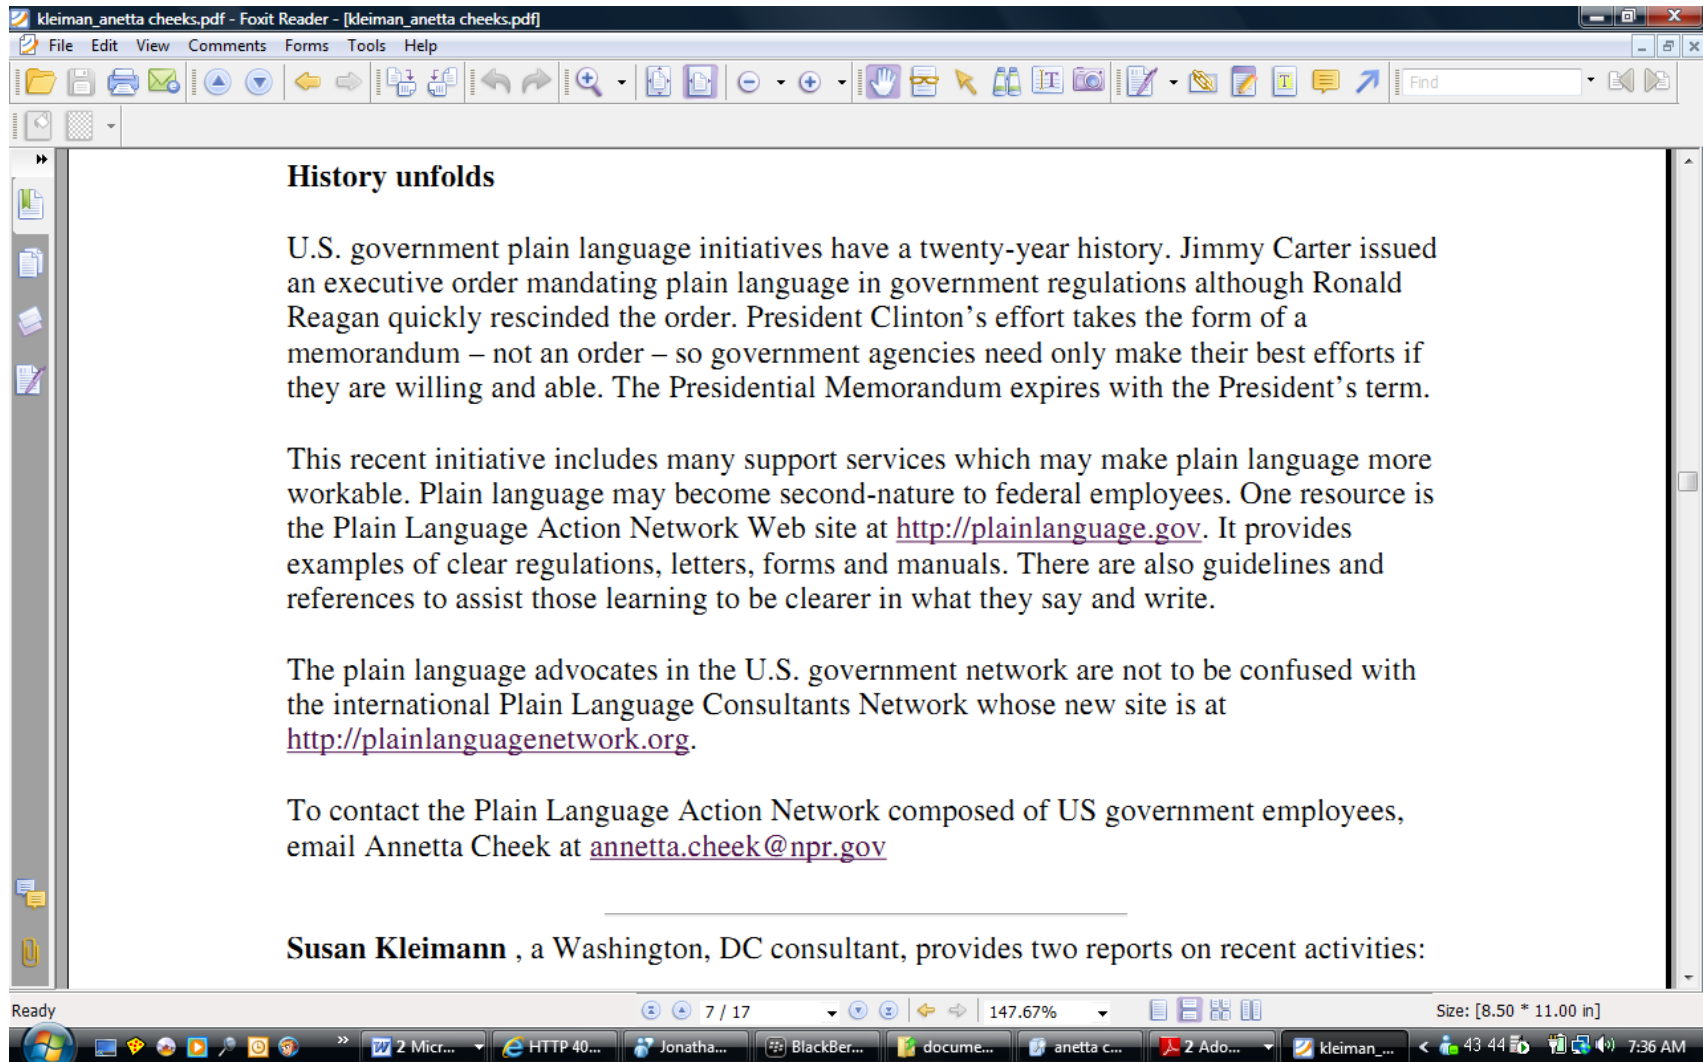 kleiman_anetta cheeks.pdf - Foxit Reader - [kleiman_anetta cheeks.pdf]
File Edit View Comments Forms Tools Help
Find
History unfolds
U.S. government plain language initiatives have a twenty-year history. Jimmy Carter issued
an executive order mandating plain language in government regulations although Ronald
Reagan quickly rescinded the order. President Clinton's effort takes the form of a
memorandum – not an order – so government agencies need only make their best efforts if
they are willing and able. The Presidential Memorandum expires with the President's term.
This recent initiative includes many support services which may make plain language more
workable. Plain language may become second-nature to federal employees. One resource is
the Plain Language Action Network Web site at http://plainlanguage.gov. It provides
examples of clear regulations, letters, forms and manuals. There are also guidelines and
references to assist those learning to be clearer in what they say and write.
The plain language advocates in the U.S. government network are not to be confused with
the international Plain Language Consultants Network whose new site is at
http://plainlanguagenetwork.org.
To contact the Plain Language Action Network composed of US government employees,
email Annetta Cheek at annetta.cheek@npr.gov
Susan Kleimann , a Washington, DC consultant, provides two reports on recent activities:
Ready 7 / 17 147.67% Size: [8.50 * 11.00 in]
2 Micr... HTTP 40... Jonatha... BlackBer... docume... anetta c... 2 Ado... kleiman_... 43 44 7:36 AM